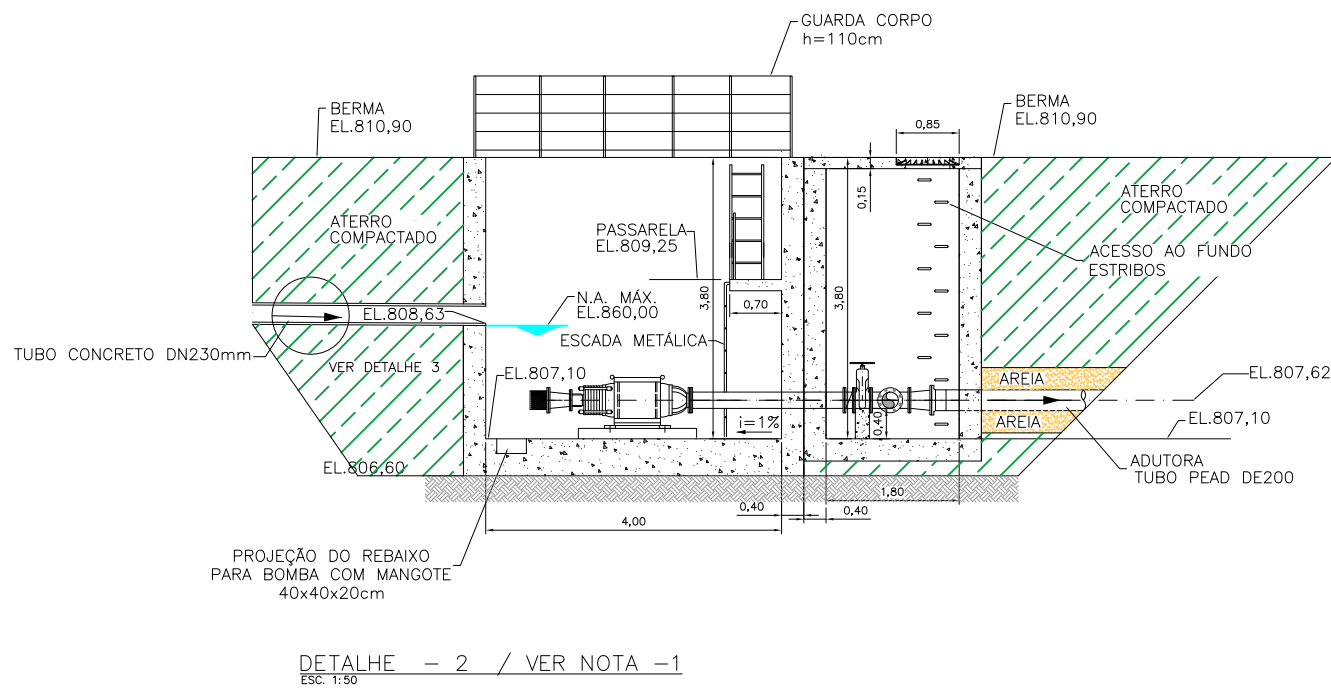 GUARDA CORPO
h=110cm
BERMA
EL.810,90
BERMA
EL.810,90
0,85
0,15
ATERRO
COMPACTADO
ATERRO
COMPACTADO
PASSARELA
EL.809,25
ACESSO AO FUNDO
ESTRIBOS
3,80
3,80
0,70
N.A. MÁX.
EL.860,00
EL.808,63
ESCADA METÁLICA
TUBO CONCRETO DN230mm
VER DETALHE 3
EL.807,10
AREIA
EL.807,62
AREIA
EL.807,10
i=1%
0,40
EL.806,60
ADUTORA
TUBO PEAD DE200
1,80
0,40
0,40
4,00
PROJEÇÃO DO REBAIXO
PARA BOMBA COM MANGOTE
40x40x20cm
DETALHE - 2 / VER NOTA -1
ESC. 1:50